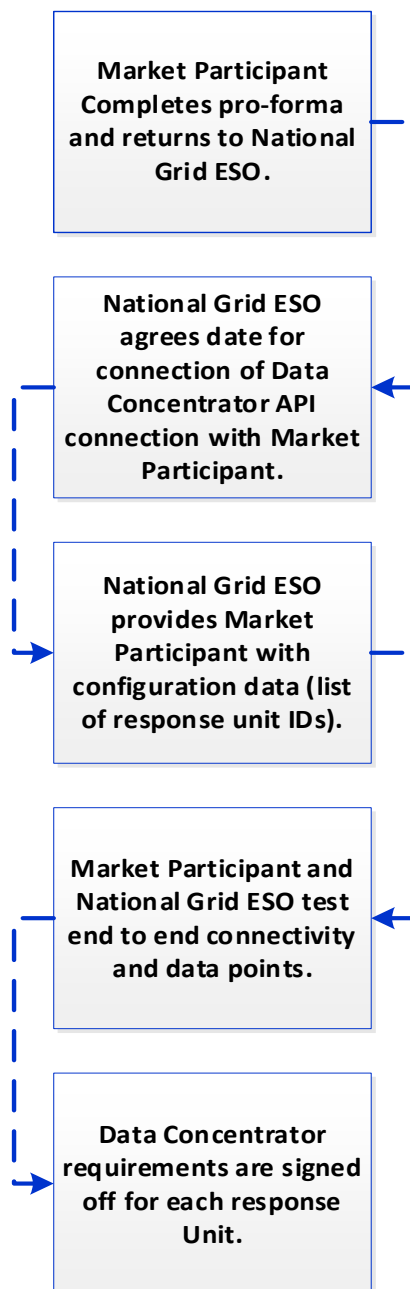 Market Participant
Completes pro-forma
and returns to National
Grid ESO.
National Grid ESO
agrees date for
connection of Data
Concentrator API
connection with Market
Participant.
National Grid ESO
provides Market
Participant with
configuration data (list
of response unit IDs).
Market Participant and
National Grid ESO test
end to end connectivity
and data points.
Data Concentrator
requirements are signed
off for each response
Unit.